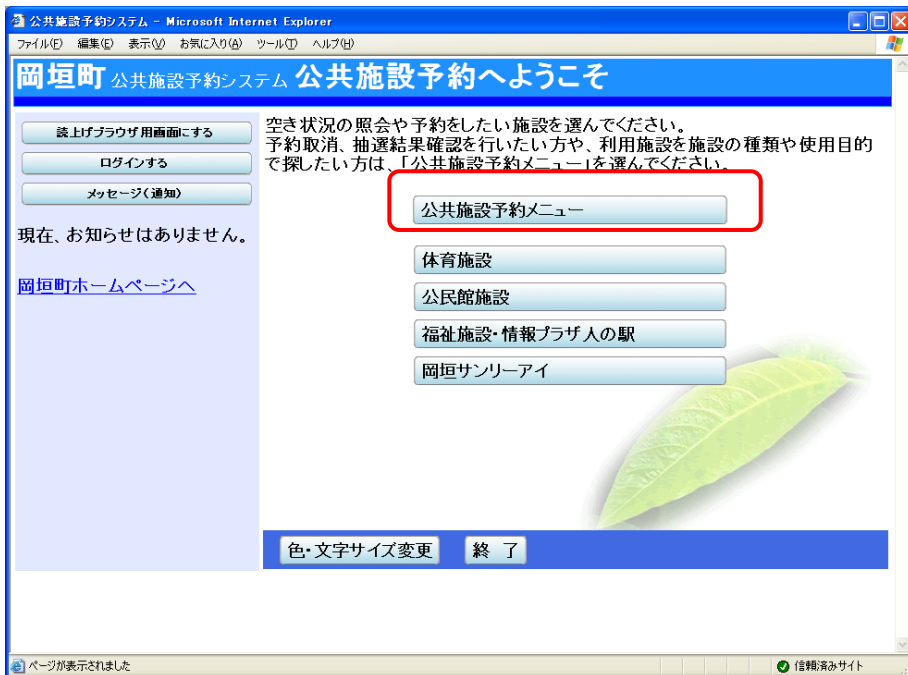 公共施設予約システム - Microsoft Internet Explorer
ファイル(F) 編集(E) 表示(V) お気に入り(A) ツール(T) ヘルプ(H)
岡垣町 公共施設予約システム 公共施設予約へようこそ
読上げブラウザ用画面にする
ログインする
メッセージ(通知)
現在、お知らせはありません。
岡垣町ホームページへ
空き状況の照会や予約をしたい施設を選んでください。
予約取消、抽選結果確認を行いたい方や、利用施設を施設の種類や使用目的
で探したい方は、「公共施設予約メニュー」を選んでください。
公共施設予約メニュー
体育施設
公民館施設
福祉施設・情報プラザ人の駅
岡垣サンリーアイ
色・文字サイズ変更 終 了
ページが表示されました 信頼済みサイト